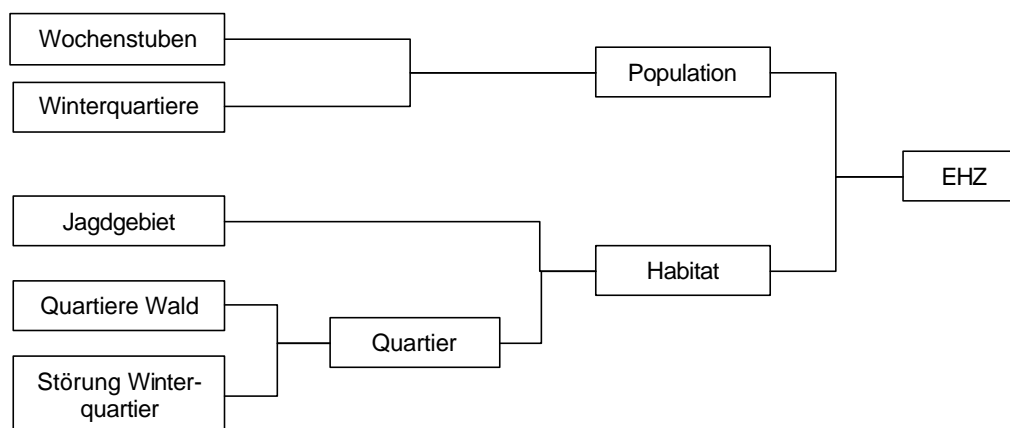 Wochenstuben
Population
Winterquartiere
EHZ
Jagdgebiet
Habitat
Quartiere Wald
Quartier
Störung Winter-
quartier